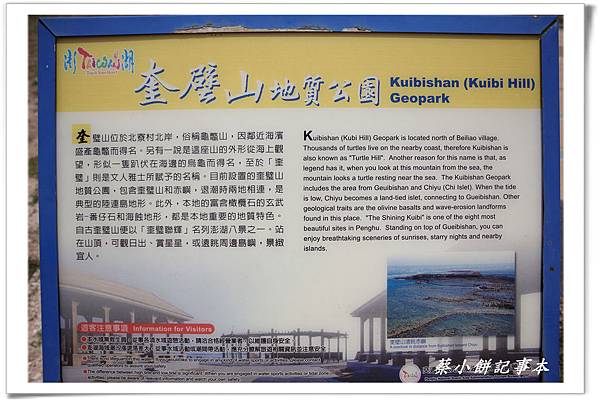 澎湖
奎壁山地質公園
Kuibishan (Kuibi Hill)
Geopark
奎壁山位於北寮村北岸，俗稱龜鱉山，因鄰近海濱
盛產龜鱉而得名。另有一說是這座山的外形從海上觀
望，形似一隻趴伏在海邊的烏龜而得名，至於「奎
璧」則是文人雅士所賦予的名稱。目前設置的奎璧山
地質公園，包含奎璧山和赤嶼，退潮時兩地相連，是
典型的陸連島地形。此外，本地的富含橄欖石的玄武
岩-番仔石和海蝕地形，都是本地重要的地質特色。
自古奎璧山便以「奎璧聯輝」名列澎湖八景之一。站
在山頂，可觀日出、賞星星，或遠眺周邊島嶼，景緻
宜人。
Kuibishan (Kubi Hill) Geopark is located north of Beiliao village.
Thousands of turtles live on the nearby coast, therefore Kuibishan is
also known as "Turtle Hill".  Another reason for this name is that, as
legend has it, when you look at this mountain from the sea, the
mountain looks a turtle resting near the sea.  The Kuibishan Geopark
includes the area from Geuibishan and Chiyu (Chi Islet). When the tide
is low, Chiyu becomes a land-tied islet, connecting to Gueibishan. Other
geological traits are the olivine basalts and wave-erosion landforms
found in this place.  "The Shining Kuibi" is one of the eight most
beautiful sites in Penghu.  Standing on top of Gueibishan, you can
enjoy breathtaking sceneries of sunrises, starry nights and nearby
islands.
奎壁山遠眺赤嶼
遊客注意事項 Information for Visitors
蔡小餅記事本